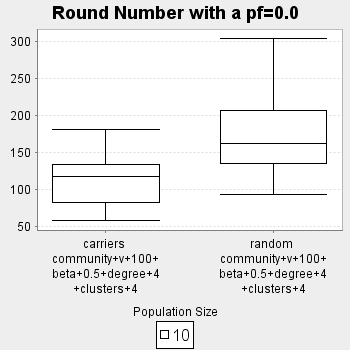 Round Number with a pf=0.0
300
250
200
150
100
50
carriers
community+v+100+
beta+0.5+degree+4
+clusters+4
random
community+v+100+
beta+0.5+degree+4
+clusters+4
Population Size
10